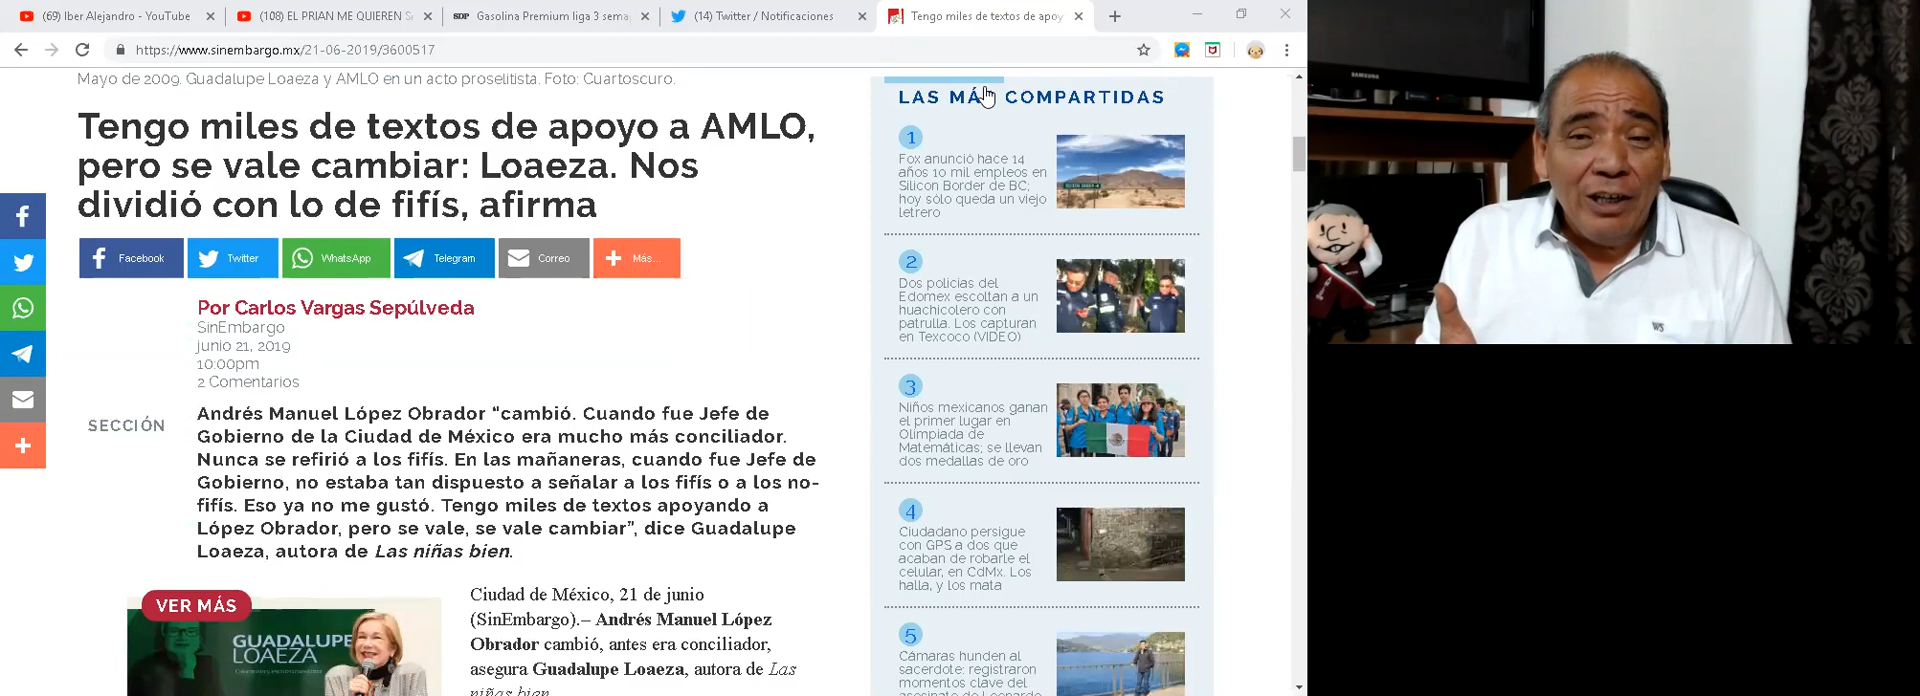 (69) Iber Alejandro - YouTube
(108) EL PRIAN ME QUIEREN S
SDP Gasolina Premium liga 3 sema
(14) Twitter / Notificaciones
Tengo miles de textos de apoy
https://www.sinembargo.mx/21-06-2019/3600517
Mayo de 2009. Guadalupe Loaeza y AMLO en un acto proselitista. Foto: Cuartoscuro.
Tengo miles de textos de apoyo a AMLO,
pero se vale cambiar: Loaeza. Nos
dividió con lo de fifís, afirma
Facebook
Twitter
WhatsApp
Telegram
Correo
Más...
Por Carlos Vargas Sepúlveda
SinEmbargo
junio 21, 2019
10:00pm
2 Comentarios
SECCIÓN
Andrés Manuel López Obrador “cambió. Cuando fue Jefe de
Gobierno de la Ciudad de México era mucho más conciliador.
Nunca se refirió a los fifís. En las mañaneras, cuando fue Jefe de
Gobierno, no estaba tan dispuesto a señalar a los fifís o a los no-
fifís. Eso ya no me gustó. Tengo miles de textos apoyando a
López Obrador, pero se vale, se vale cambiar”, dice Guadalupe
Loaeza, autora de Las niñas bien.
VER MÁS
GUADALUPE
LOAEZA
Ciudad de México, 21 de junio
(SinEmbargo).– Andrés Manuel López
Obrador cambió, antes era conciliador,
asegura Guadalupe Loaeza, autora de Las
niñas bien
LAS MÁ COMPARTIDAS
1
Fox anunció hace 14
años 10 mil empleos en
Silicon Border de BC;
hoy sólo queda un viejo
letrero
2
Dos policías del
Edomex escoltan a un
huachicolero con
patrulla. Los capturan
en Texcoco (VIDEO)
3
Niños mexicanos ganan
el primer lugar en
Olimpiada de
Matemáticas; se llevan
dos medallas de oro
4
Ciudadano persigue
con GPS a dos que
acaban de robarle el
celular, en CdMx. Los
halla, y los mata
5
Cámaras hunden al
sacerdote: registraron
momentos clave del
asesinato de Leonardo
SAMSUNG
WS